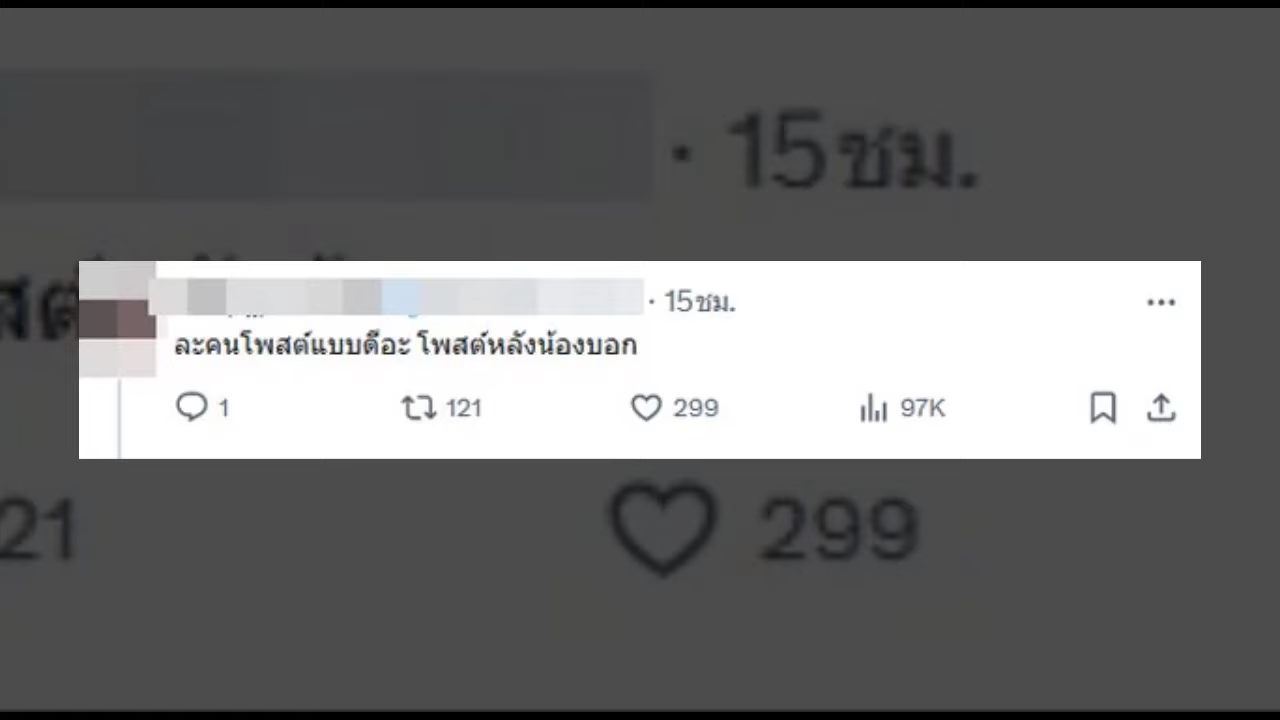 · 15ชม.
· 15ชม.
ละคนโพสต์แบบดือะ โพสต์หลังน้องบอก
1 121 299 97K
21 299